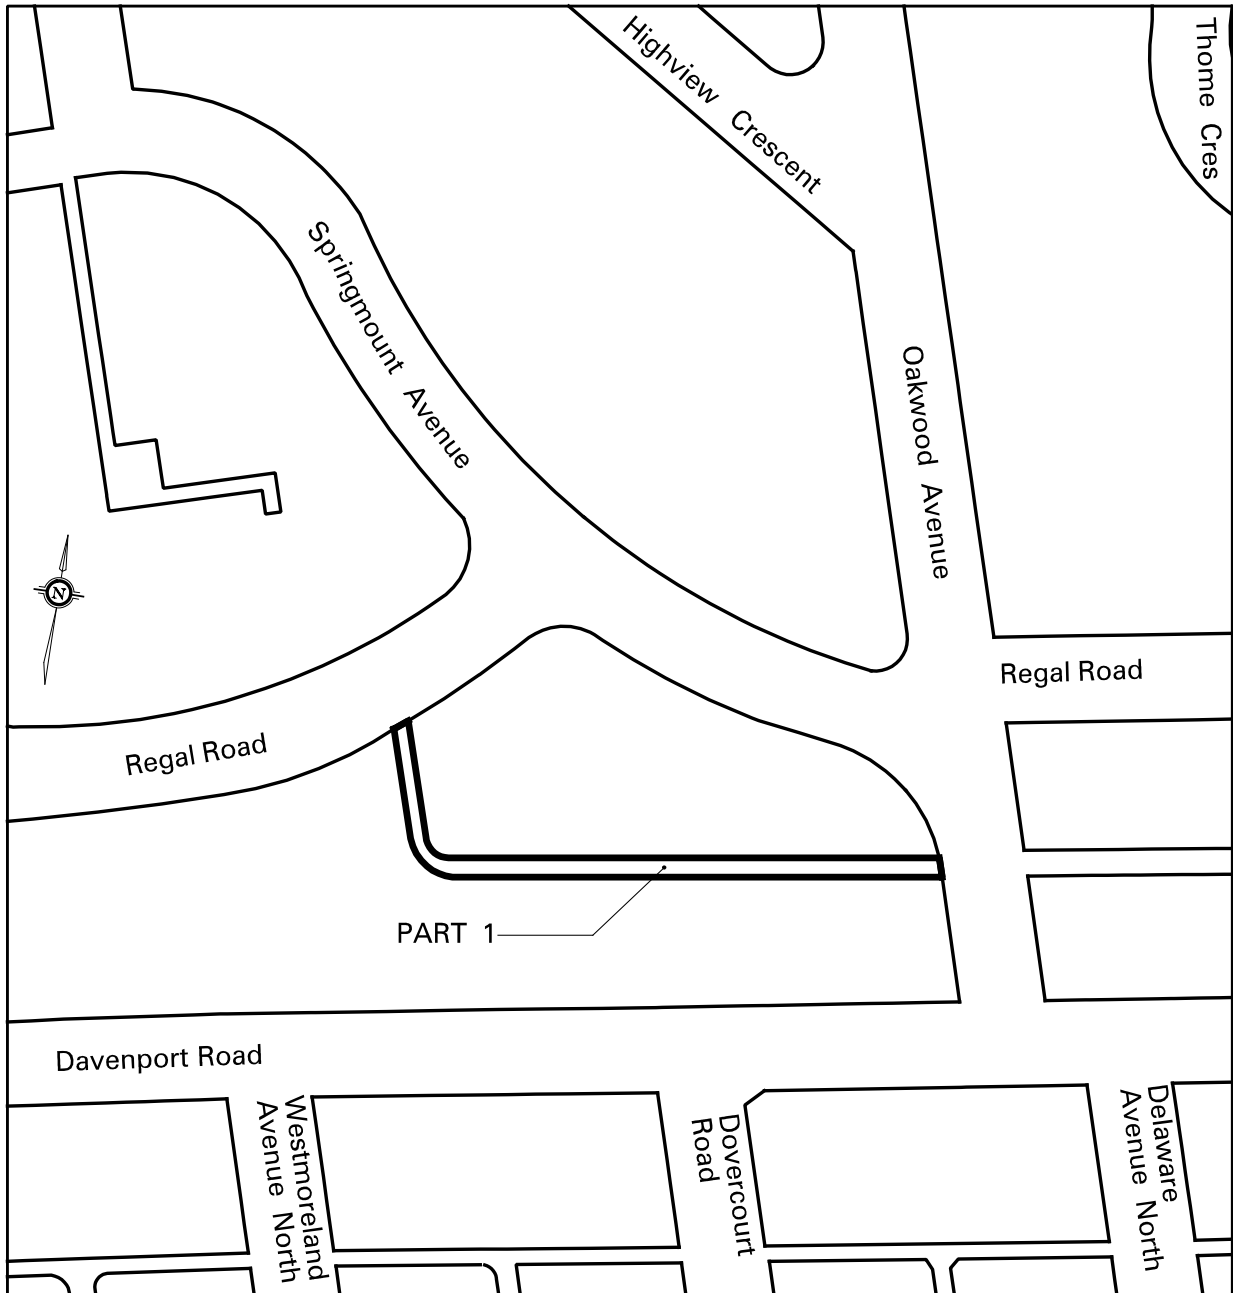 Highview Crescent
Thorne Cres
Springmount Avenue
Oakwood Avenue
N
Regal Road
Regal Road
PART 1
Davenport Road
Westmoreland
Avenue North
Dovercourt
Road
Delaware
Avenue North